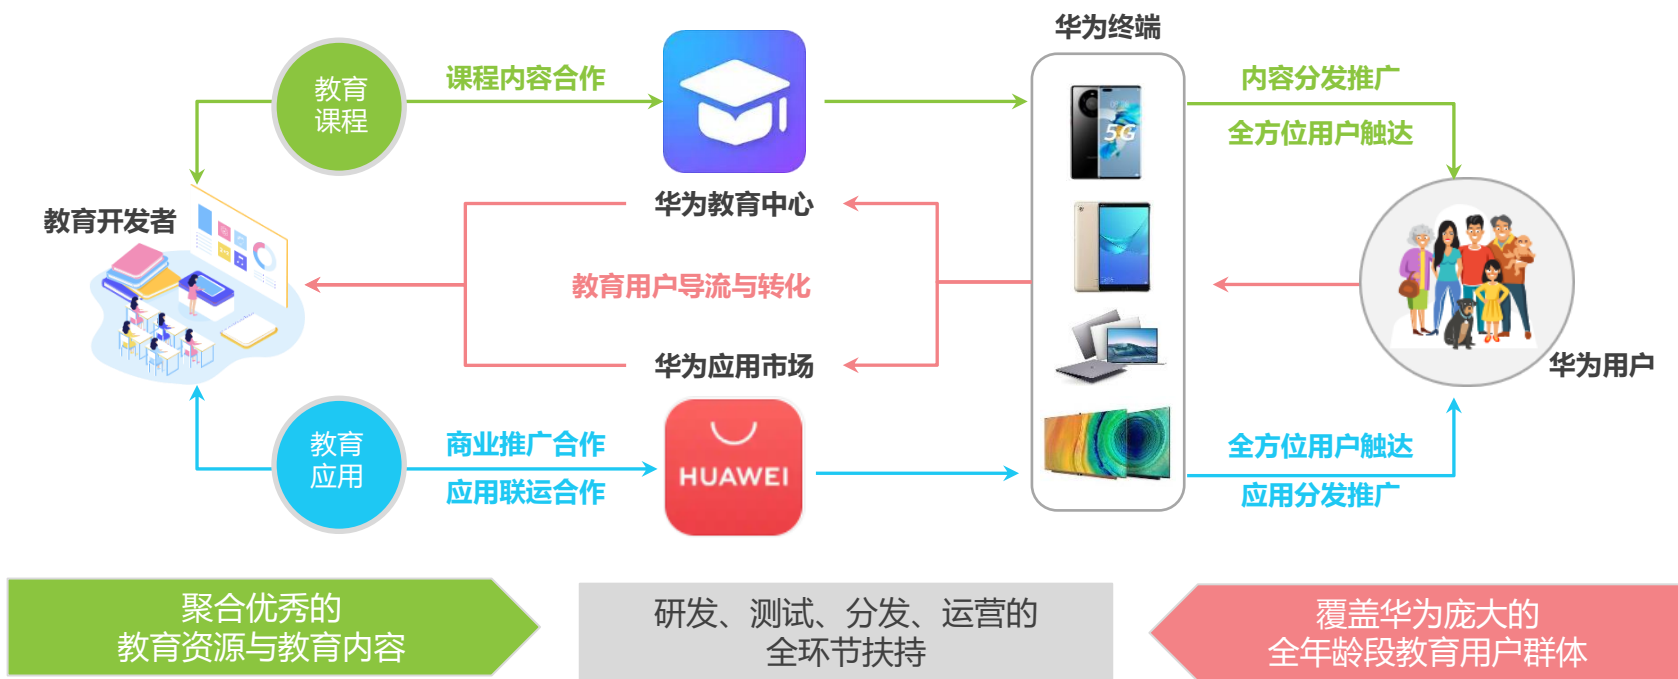 华为终端
教育
课程
课程内容合作
内容分发推广
全方位用户触达
5G
教育开发者
华为教育中心
教育用户导流与转化
华为应用市场
华为用户
教育
应用
商业推广合作
应用联运合作
HUAWEI
全方位用户触达
应用分发推广
聚合优秀的
教育资源与教育内容
研发、测试、分发、运营的
全环节扶持
覆盖华为庞大的
全年龄段教育用户群体